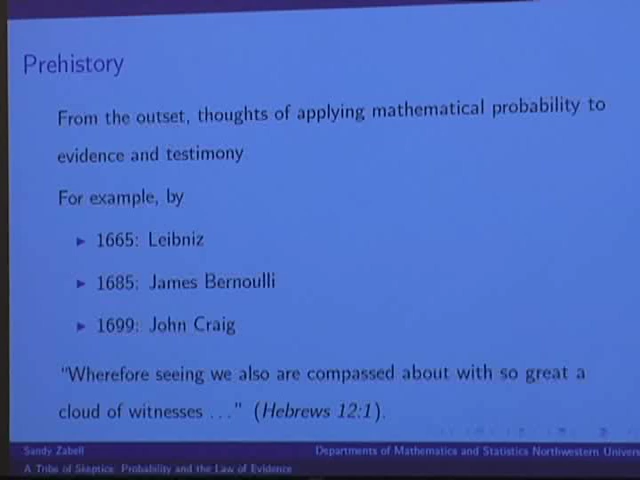 Prehistory
From the outset, thoughts of applying mathematical probability to
evidence and testimony
For example, by
▶ 1665: Leibniz
▶ 1685: James Bernoulli
▶ 1699: John Craig
“Wherefore seeing we also are compassed about with so great a
cloud of witnesses ...” (Hebrews 12:1).
Sandy Zabell
Departments of Mathematics and Statistics Northwestern Univers
A Tribe of Skeptics: Probability and the Law of Evidence